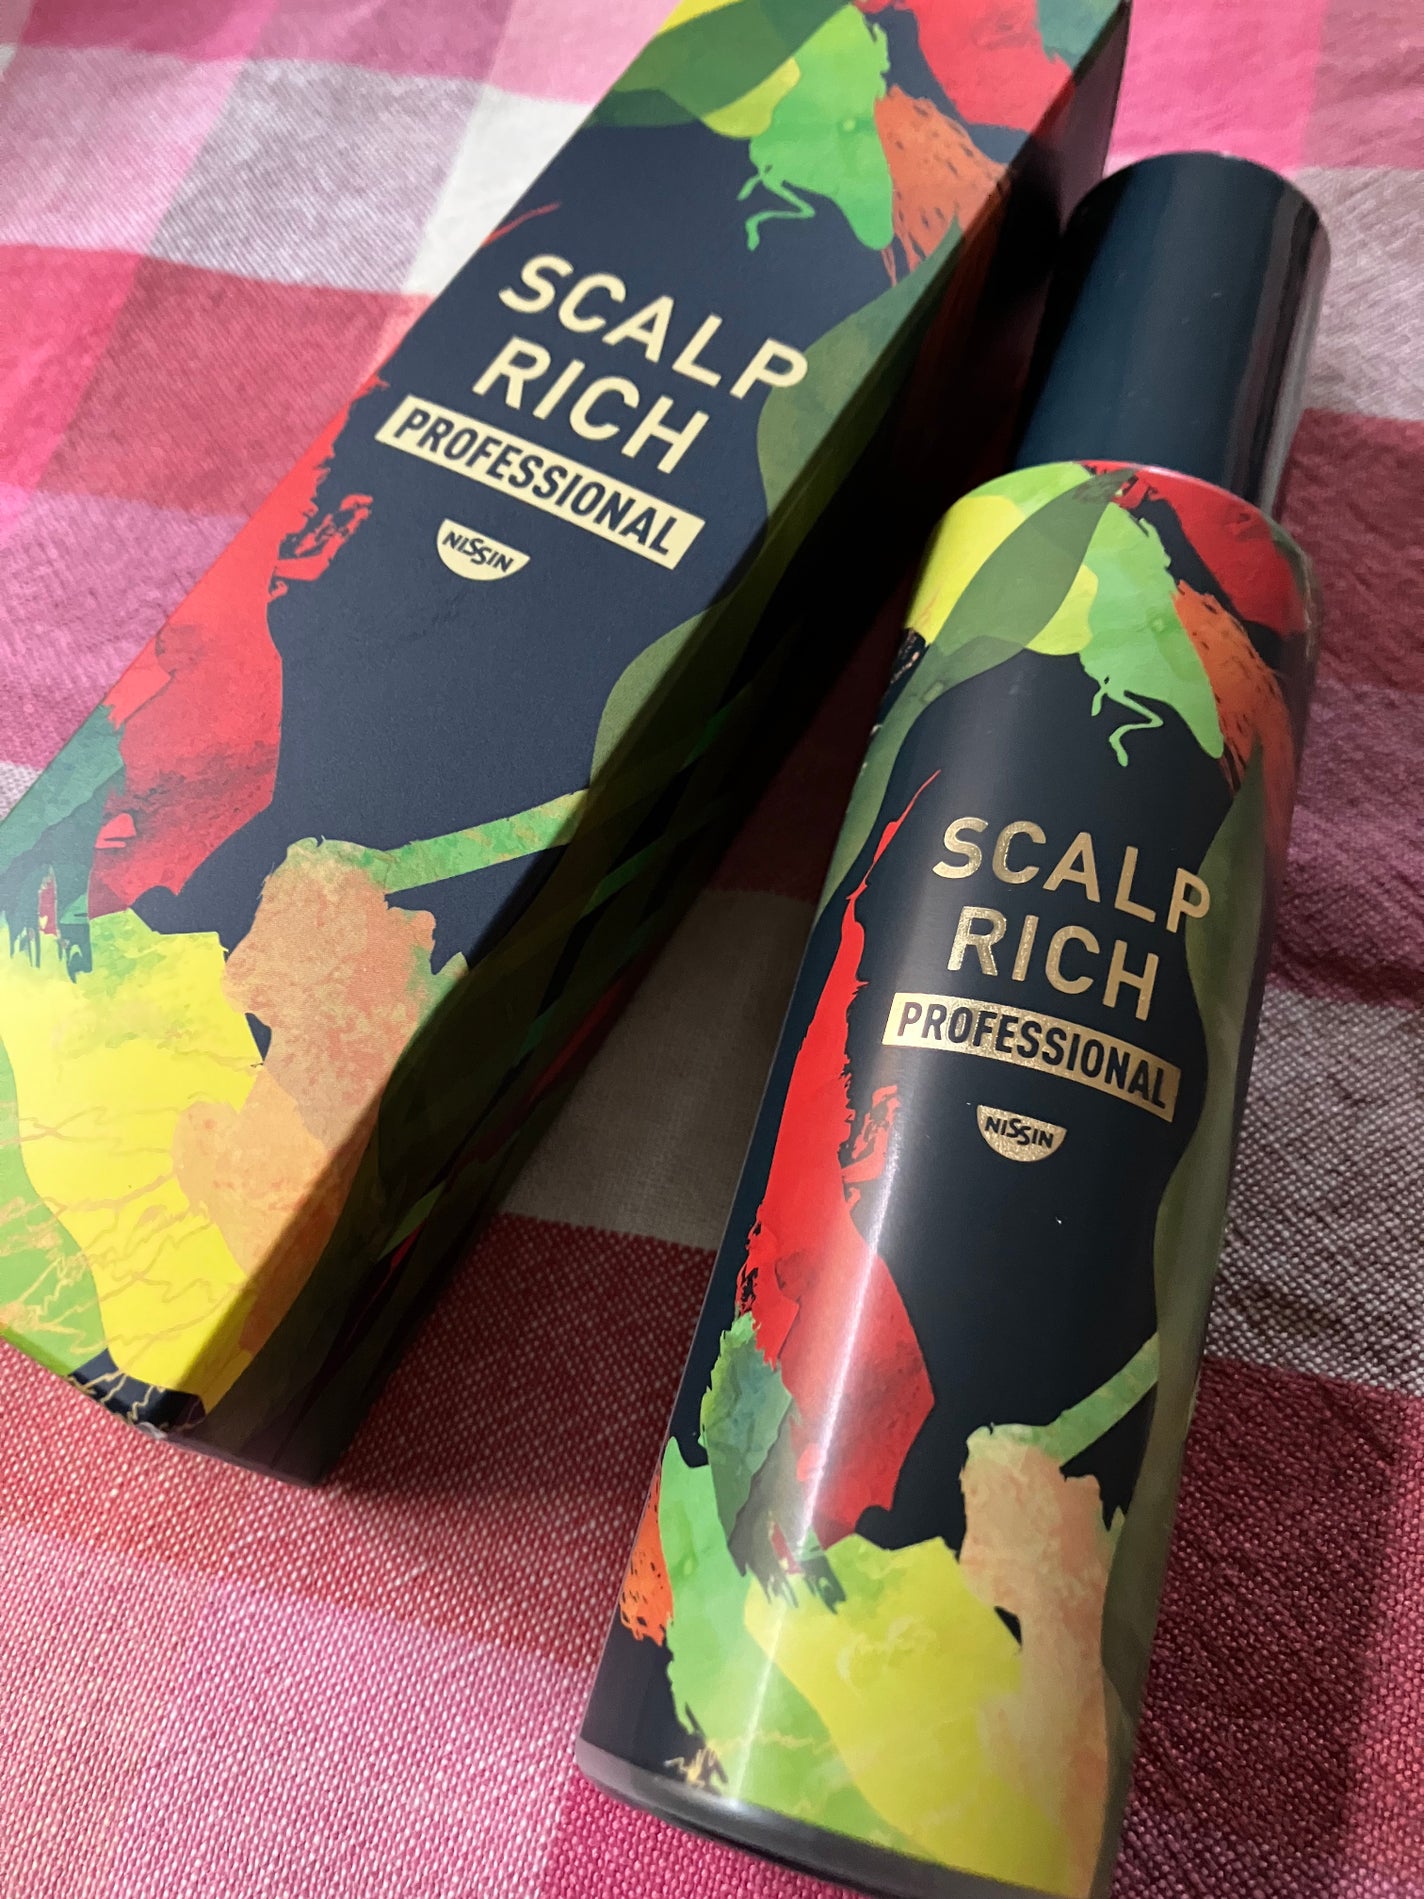 SCALP
RICH
PROFESSIONAL
NISSIN
SCALP
RICH
PROFESSIONAL
NISSIN